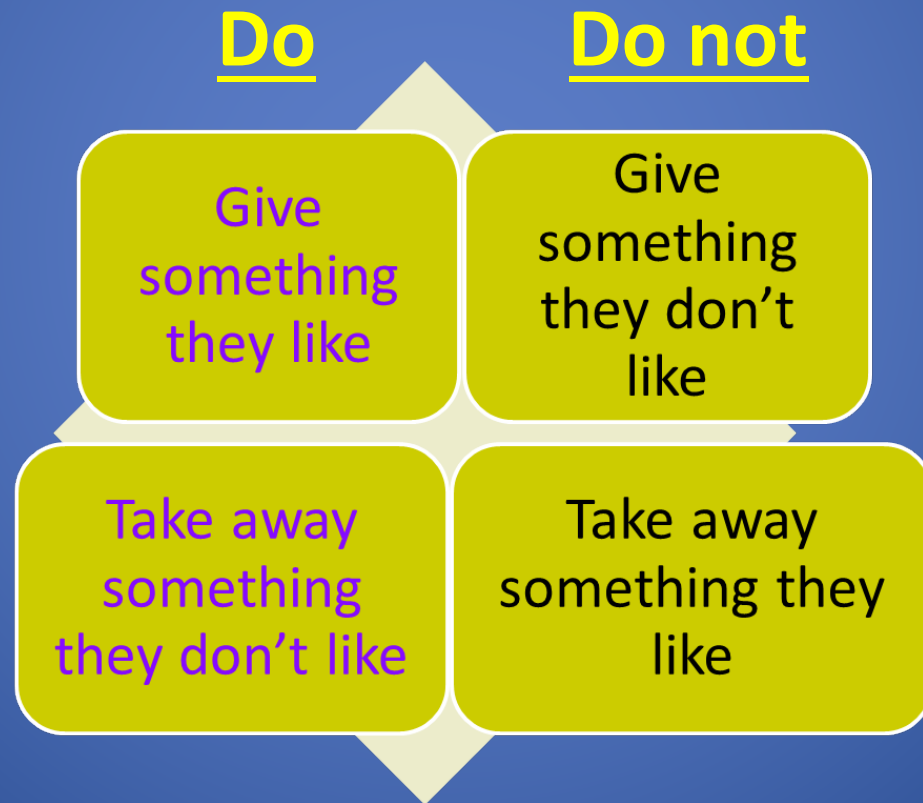 Do
Do not
Give
something
they like
Give
something
they don’t
like
Take away
something
they don’t like
Take away
something they
like